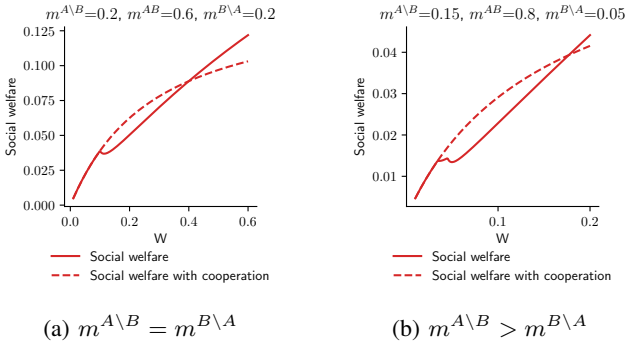 m^{A\B}=0.2, m^{AB}=0.6, m^{B\A}=0.2
0.125
0.100
0.075
0.050
0.025
0.000
Social welfare
0.0
0.2
0.4
0.6
W
Social welfare
Social welfare with cooperation
(a) m^{A\B} = m^{B\A}
m^{A\B}=0.15, m^{AB}=0.8, m^{B\A}=0.05
0.04
0.03
0.02
0.01
Social welfare
0.1
0.2
W
Social welfare
Social welfare with cooperation
(b) m^{A\B} > m^{B\A}